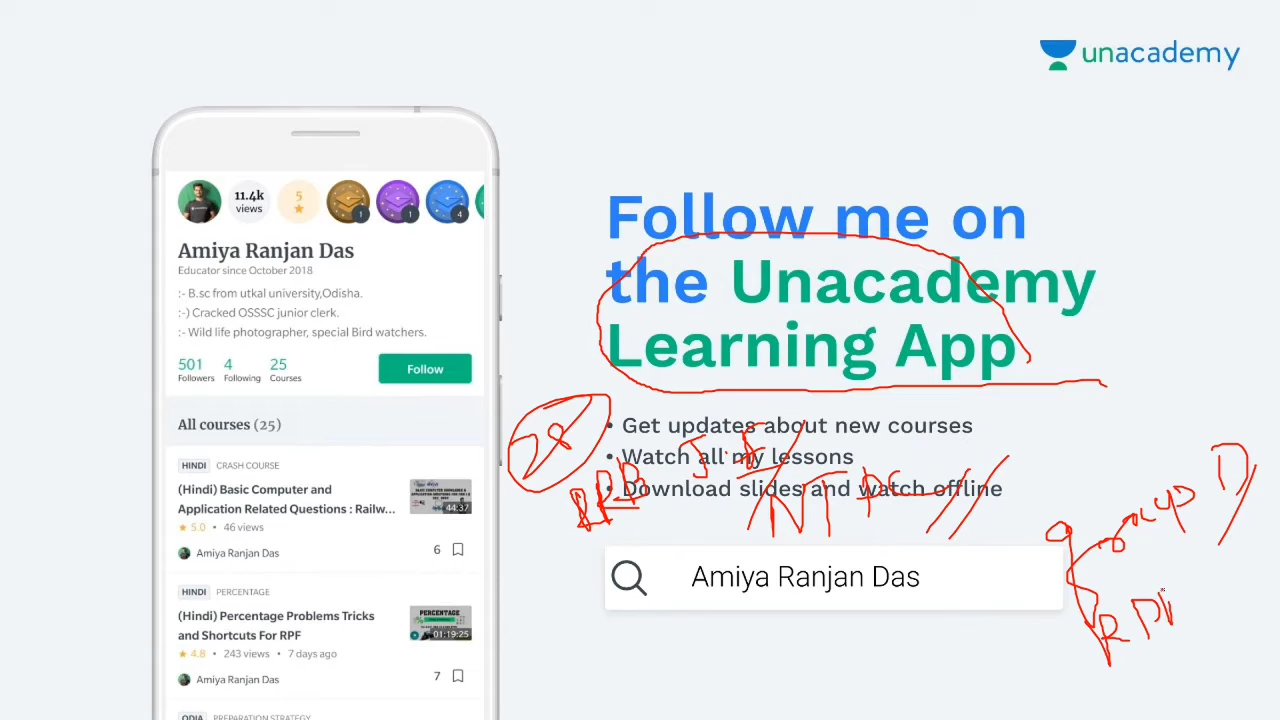 unacademy
11.4k
views
5
1
1
4
Amiya Ranjan Das
Educator since October 2018
:- B.sc from utkal university,Odisha.
:-) Cracked OSSSC junior clerk.
:- Wild life photographer, special Bird watchers.
501 4 25
Followers Following Courses
Follow
All courses (25)
HINDI CRASH COURSE
(Hindi) Basic Computer and
Application Related Questions : Railw...
5.0 • 46 views
44:37
Amiya Ranjan Das
6
HINDI PERCENTAGE
(Hindi) Percentage Problems Tricks
and Shortcuts For RPF
4.8 • 243 views • 7 days ago
PERCENTAGE
01:19:25
Amiya Ranjan Das
7
ODIA PREPARATION STRATEGY
Follow me on
the Unacademy
Learning App
• Get updates about new courses
• Watch all my lessons
• Download slides and watch offline
28
RRB J.E
NTPC
Group D
Amiya Ranjan Das